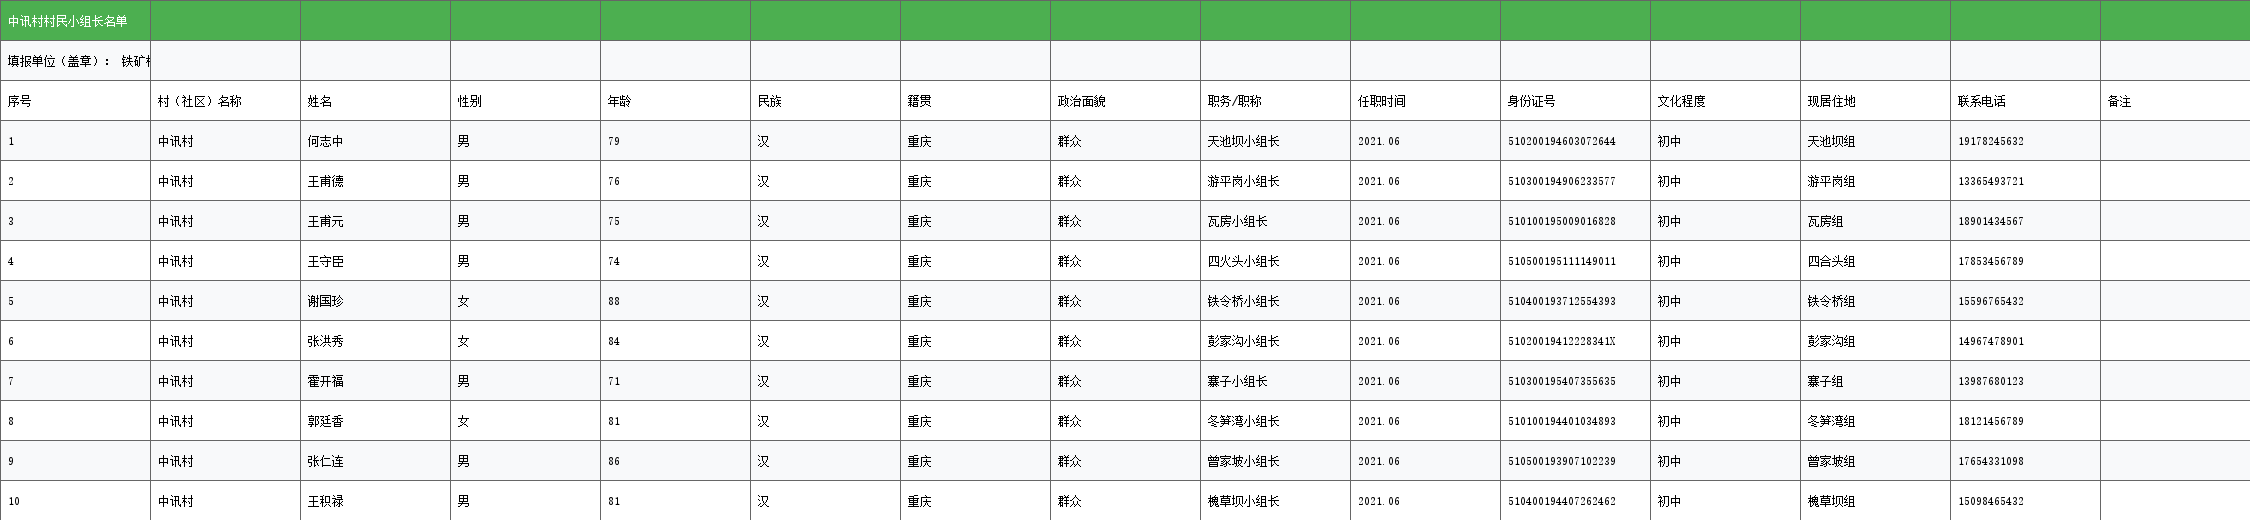 中讯村村民小组长名单
填报单位（盖章）： 铁矿
序号 村（社区）名称 姓名 性别 年龄 民族 籍贯 政治面貌 职务/职称 任职时间 身份证号 文化程度 现居住地 联系电话 备注
1 中讯村 何志中 男 79 汉 重庆 群众 天池坝小组长 2021.06 510200194603072644 初中 天池坝组 19178245632
2 中讯村 王甫德 男 76 汉 重庆 群众 游平岗小组长 2021.06 510300194906233577 初中 游平岗组 13365493721
3 中讯村 王甫元 男 75 汉 重庆 群众 瓦房小组长 2021.06 510100195009016828 初中 瓦房组 18901434567
4 中讯村 王守臣 男 74 汉 重庆 群众 四火头小组长 2021.06 510500195111149011 初中 四合头组 17853456789
5 中讯村 谢国珍 女 88 汉 重庆 群众 铁令桥小组长 2021.06 510400193712554393 初中 铁令桥组 15596765432
6 中讯村 张洪秀 女 84 汉 重庆 群众 彭家沟小组长 2021.06 51020019412228341X 初中 彭家沟组 14967478901
7 中讯村 霍开福 男 71 汉 重庆 群众 寨子小组长 2021.06 510300195407355635 初中 寨子组 13987680123
8 中讯村 郭廷香 女 81 汉 重庆 群众 冬笋湾小组长 2021.06 510100194401034893 初中 冬笋湾组 18121456789
9 中讯村 张仁连 男 86 汉 重庆 群众 曾家坡小组长 2021.06 510500193907102239 初中 曾家坡组 17654331098
10 中讯村 王积禄 男 81 汉 重庆 群众 槐草坝小组长 2021.06 510400194407262462 初中 槐草坝组 15098465432